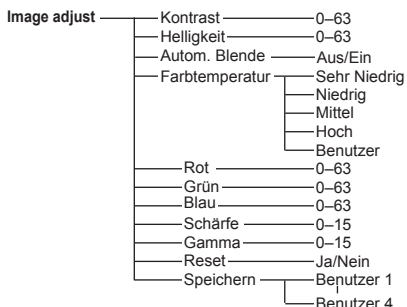 Image adjust Kontrast 0–63
Helligkeit 0–63
Autom. Blende Aus/Ein
Farbtemperatur Sehr Niedrig
Niedrig
Mittel
Hoch
Benutzer
Rot 0–63
Grün 0–63
Blau 0–63
Schärfe 0–15
Gamma 0–15
Reset Ja/Nein
Speichern Benutzer 1
Benutzer 4